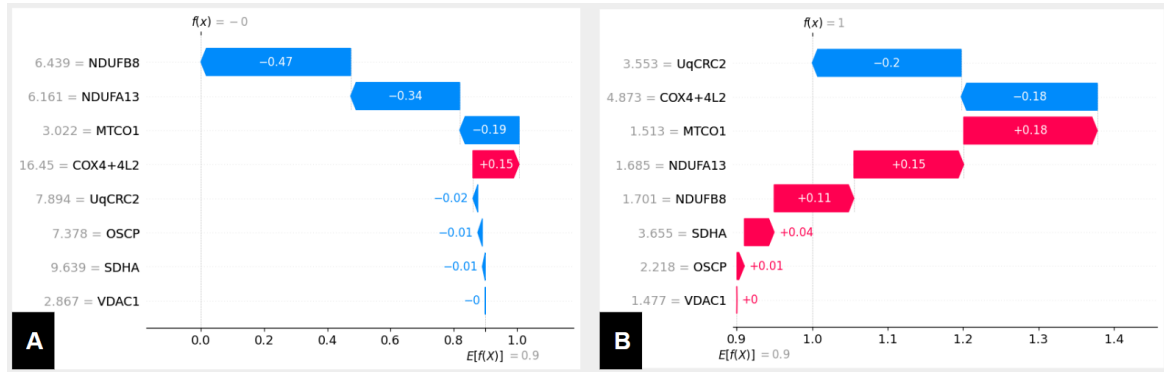 f(x) = −0
6.439 = NDUFB8
−0.47
6.161 = NDUFA13
−0.34
3.022 = MTCO1
−0.19
16.45 = COX4+4L2
+0.15
7.894 = UqCRC2
−0.02
7.378 = OSCP
−0.01
9.639 = SDHA
−0.01
2.867 = VDAC1
−0
0.0 0.2 0.4 0.6 0.8 1.0
E[f(X)] = 0.9
A
f(x) = 1
3.553 = UqCRC2
−0.2
4.873 = COX4+4L2
−0.18
1.513 = MTCO1
+0.18
1.685 = NDUFA13
+0.15
1.701 = NDUFB8
+0.11
3.655 = SDHA
+0.04
2.218 = OSCP
+0.01
1.477 = VDAC1
+0
0.9 1.0 1.1 1.2 1.3 1.4
E[f(X)] = 0.9
B